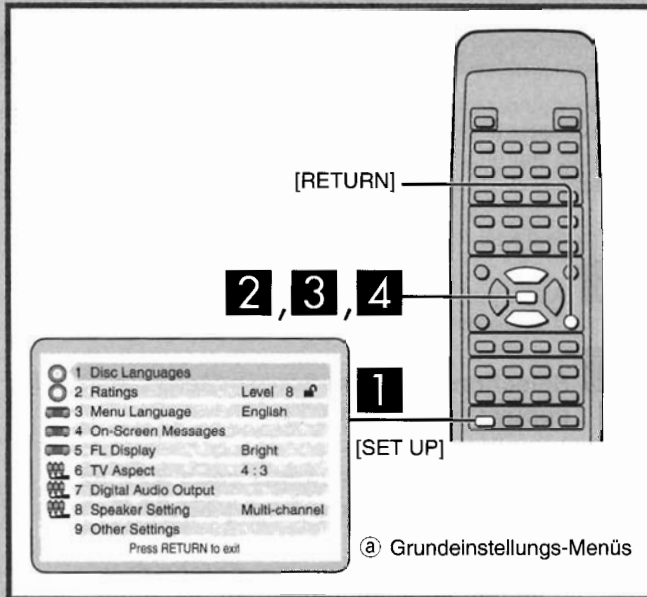 [RETURN]
2, 3, 4
1
[SET UP]
1 Disc Languages
2 Ratings Level 8
3 Menu Language English
4 On-Screen Messages
5 FL Display Bright
6 TV Aspect 4 : 3
7 Digital Audio Output
8 Speaker Setting Multi-channel
9 Other Settings
Press RETURN to exit
ⓐ Grundeinstellungs-Menüs